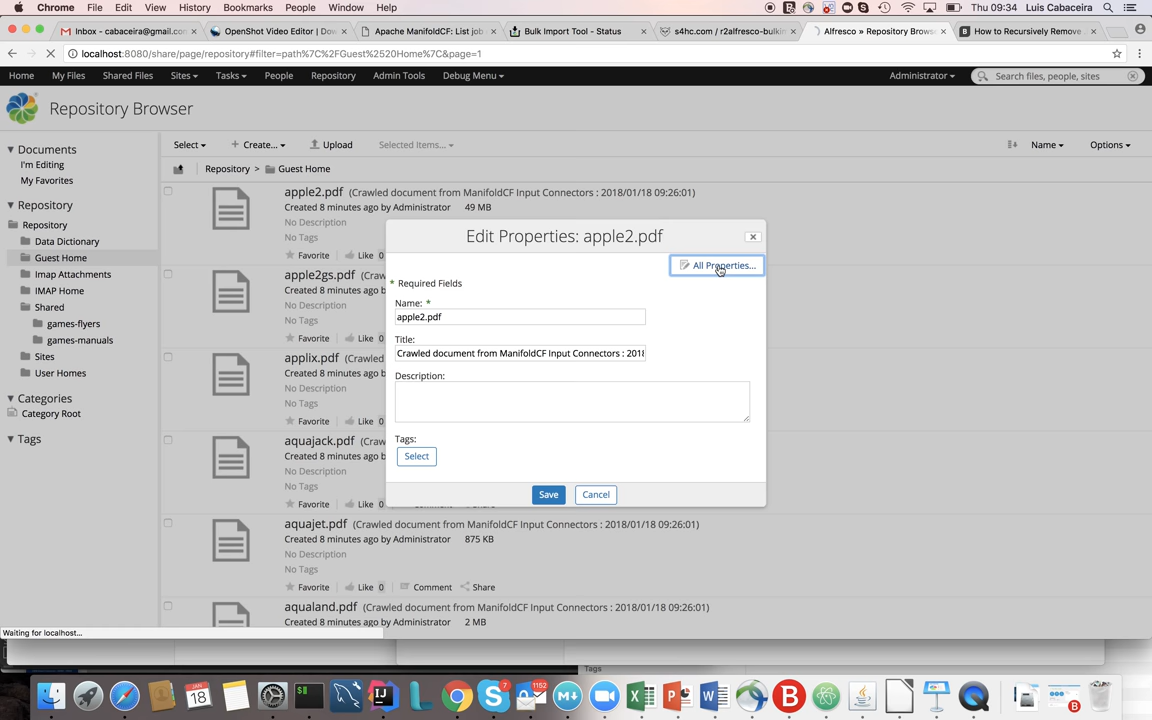 Chrome File Edit View History Bookmarks People Window Help Thu 09:34 Luis Cabaceira
Inbox - cabaceira@gmail.co OpenShot Video Editor | Dow Apache ManifoldCF: List job Bulk Import Tool - Status s4hc.com / r2alfresco-bulkin Alfresco » Repository Browse How to Recursively Remove
localhost:8080/share/page/repository#filter=path%7C%2FGuest%2520Home%7C&page=1
Home My Files Shared Files Sites Tasks People Repository Admin Tools Debug Menu Administrator Search files, people, sites
Repository Browser
Documents
I'm Editing
My Favorites
Repository
Repository
Data Dictionary
Guest Home
Imap Attachments
IMAP Home
Shared
games-flyers
games-manuals
Sites
User Homes
Categories
Category Root
Tags
Select + Create... Upload Selected Items... Name Options
Repository > Guest Home
apple2.pdf (Crawled document from ManifoldCF Input Connectors : 2018/01/18 09:26:01)
Created 8 minutes ago by Administrator 49 MB
No Description
No Tags
Favorite Like 0
apple2gs.pdf (Craw
Created 8 minutes ago b
No Description
No Tags
Favorite Like 0
applix.pdf (Crawled
Created 8 minutes ago b
No Description
No Tags
Favorite Like 0
aquajack.pdf (Craw
Created 8 minutes ago b
No Description
No Tags
Favorite Like 0
aquajet.pdf (Crawled document from ManifoldCF Input Connectors : 2018/01/18 09:26:01)
Created 8 minutes ago by Administrator 875 KB
No Description
No Tags
Favorite Like 0 Comment Share
aqualand.pdf (Crawled document from ManifoldCF Input Connectors : 2018/01/18 09:26:01)
Created 8 minutes ago by Administrator 2 MB
Edit Properties: apple2.pdf
All Properties...
* Required Fields
Name: *
apple2.pdf
Title:
Crawled document from ManifoldCF Input Connectors : 2018
Description:
Tags:
Select
Save Cancel
Waiting for localhost...
Tags
JAN
18
7
1152